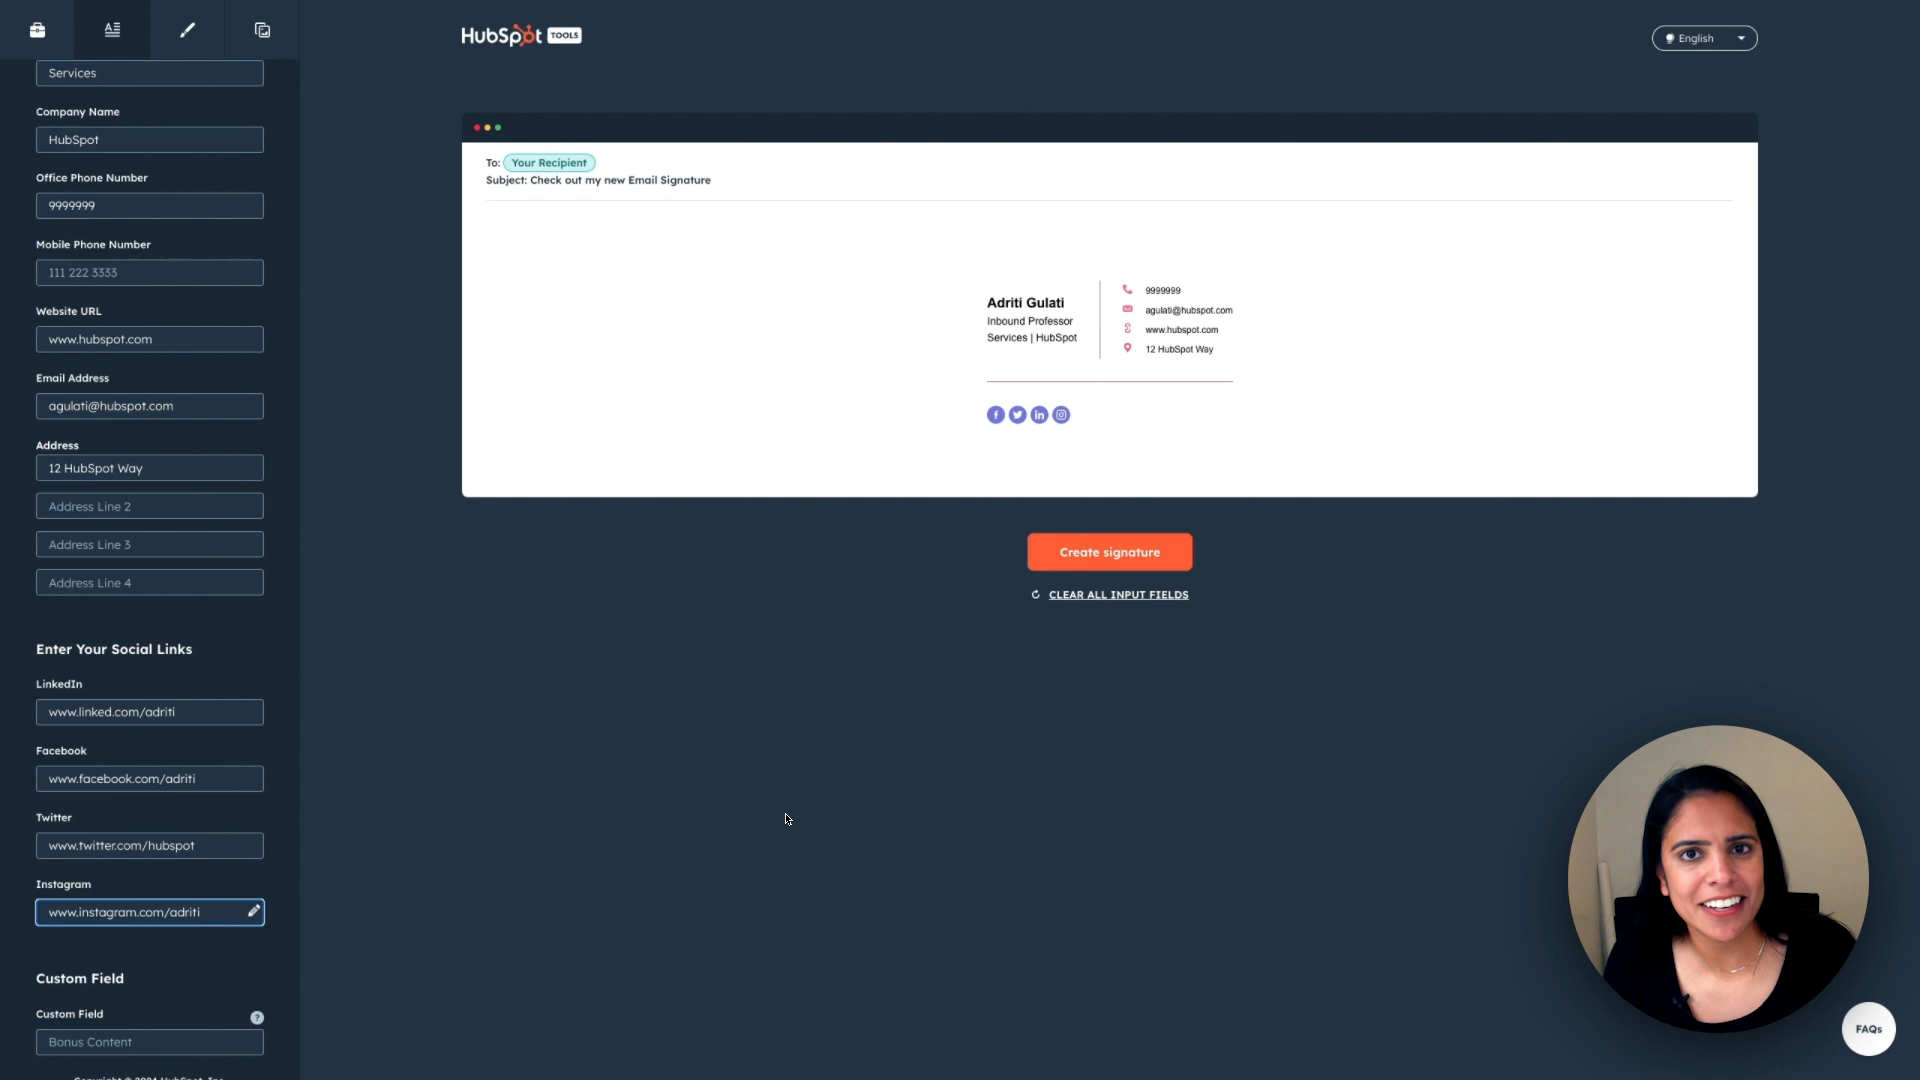 HubSpot TOOLS
English
Services
Company Name
HubSpot
Office Phone Number
9999999
Mobile Phone Number
111 222 3333
Website URL
www.hubspot.com
Email Address
agulati@hubspot.com
Address
12 HubSpot Way
Address Line 2
Address Line 3
Address Line 4
Enter Your Social Links
LinkedIn
www.linked.com/adriti
Facebook
www.facebook.com/adriti
Twitter
www.twitter.com/hubspot
Instagram
www.instagram.com/adriti
Custom Field
Custom Field
?
Bonus Content
Copyright © 2024 HubSpot, Inc.
To: Your Recipient
Subject: Check out my new Email Signature
Adriti Gulati
Inbound Professor
Services | HubSpot
9999999
agulati@hubspot.com
www.hubspot.com
12 HubSpot Way
Create signature
CLEAR ALL INPUT FIELDS
FAQs